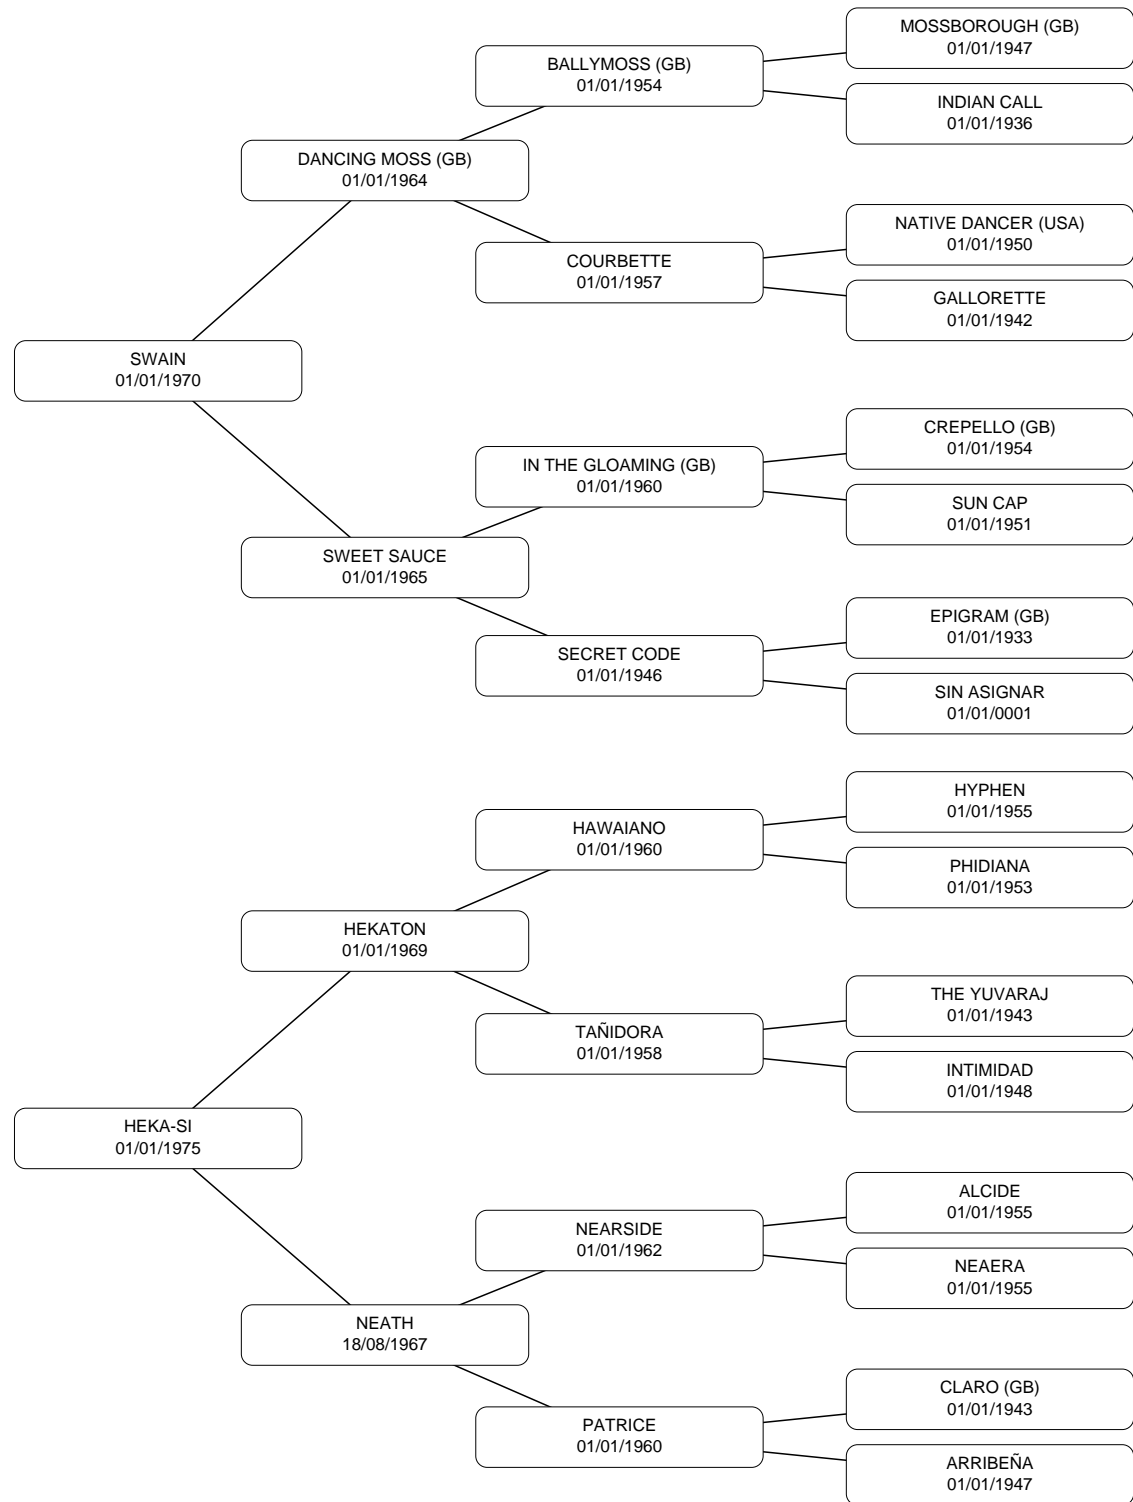 MOSSBOROUGH (GB)
01/01/1947
BALLYMOSS (GB)
01/01/1954
INDIAN CALL
01/01/1936
DANCING MOSS (GB)
01/01/1964
NATIVE DANCER (USA)
01/01/1950
COURBETTE
01/01/1957
GALLORETTE
01/01/1942
SWAIN
01/01/1970
CREPELLO (GB)
01/01/1954
IN THE GLOAMING (GB)
01/01/1960
SUN CAP
01/01/1951
SWEET SAUCE
01/01/1965
EPIGRAM (GB)
01/01/1933
SECRET CODE
01/01/1946
SIN ASIGNAR
01/01/0001
HYPHEN
01/01/1955
HAWAIANO
01/01/1960
PHIDIANA
01/01/1953
HEKATON
01/01/1969
THE YUVARAJ
01/01/1943
TAÑIDORA
01/01/1958
INTIMIDAD
01/01/1948
HEKA-SI
01/01/1975
ALCIDE
01/01/1955
NEARSIDE
01/01/1962
NEAERA
01/01/1955
NEATH
18/08/1967
CLARO (GB)
01/01/1943
PATRICE
01/01/1960
ARRIBEÑA
01/01/1947